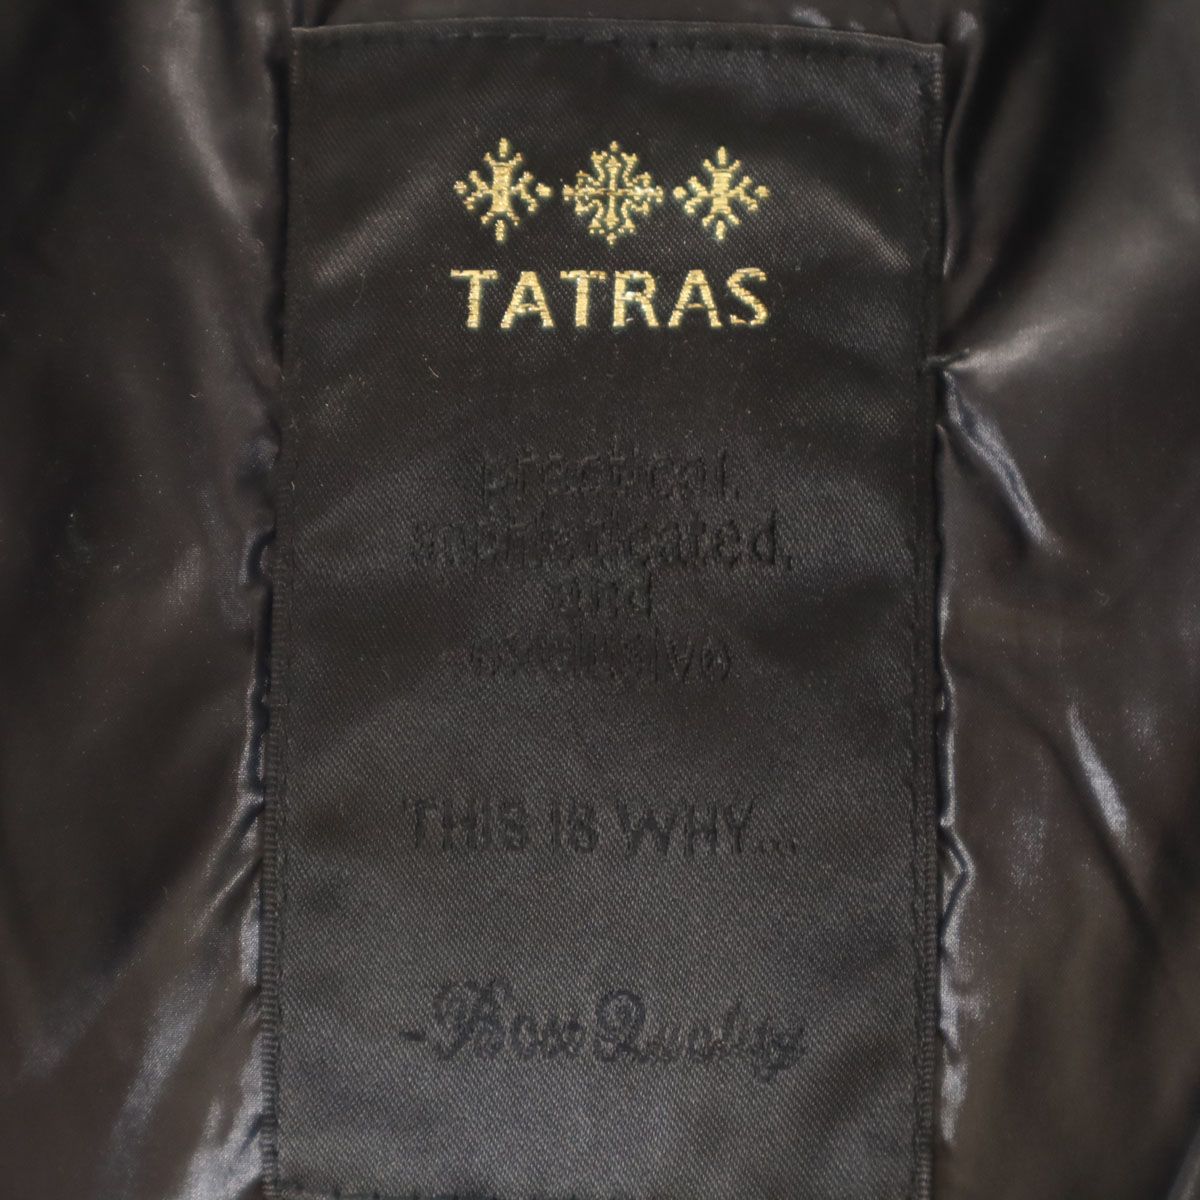 TATRAS
practical,
sophisticated,
and
exclusive
THIS IS WHY...
-Best Quality